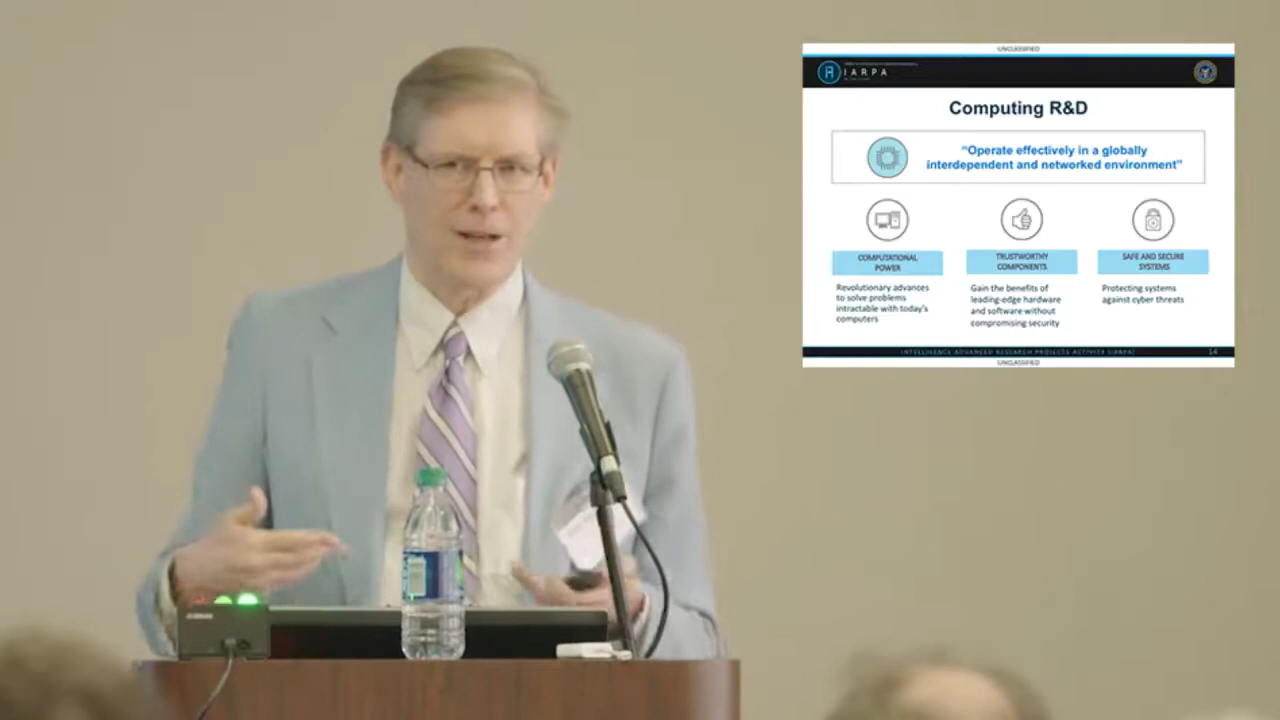 UNCLASSIFIED
IARPA
Computing R&D
"Operate effectively in a globally
interdependent and networked environment"
COMPUTATIONAL
POWER
Revolutionary advances
to solve problems
intractable with today's
computers
TRUSTWORTHY
COMPONENTS
Gain the benefits of
leading-edge hardware
and software without
compromising security
SAFE AND SECURE
SYSTEMS
Protecting systems
against cyber threats
INTELLIGENCE ADVANCED RESEARCH PROJECTS ACTIVITY (IARPA)
14
UNCLASSIFIED